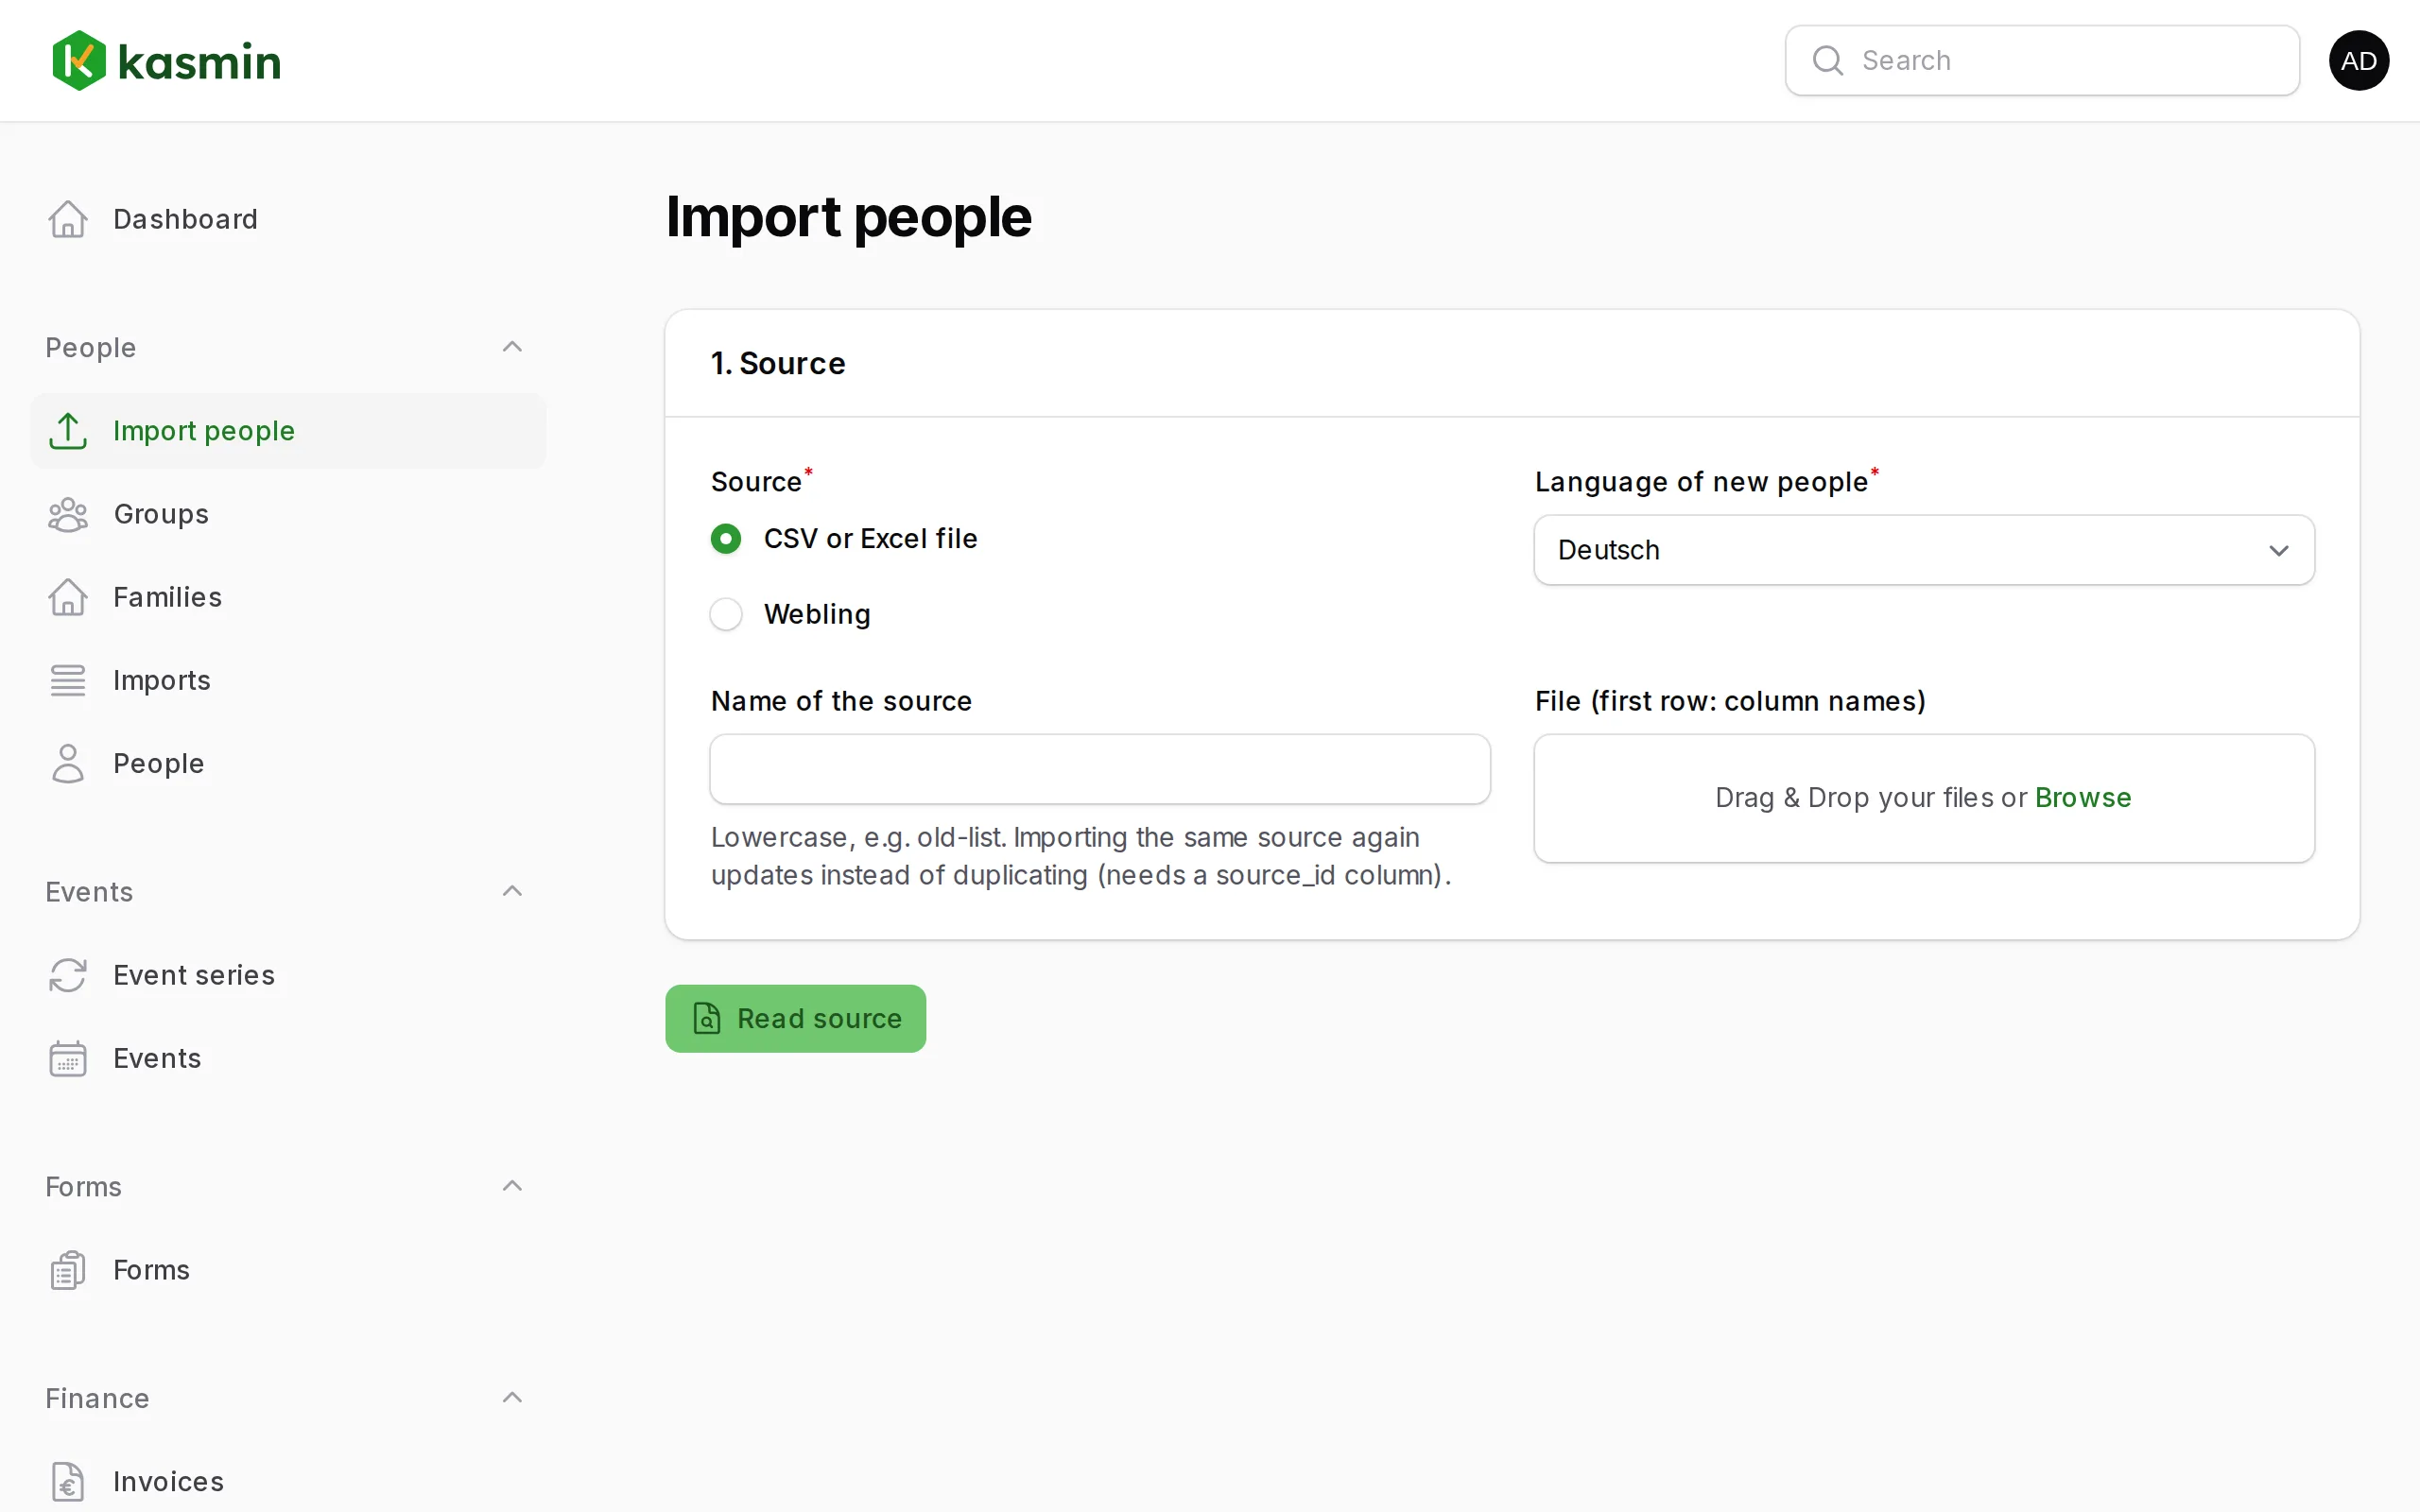 kasmin
Search
AD
Dashboard
People
Import people
Groups
Families
Imports
People
Events
Event series
Events
Forms
Forms
Finance
Invoices
Import people
1. Source
Source*
CSV or Excel file
Webling
Language of new people*
Deutsch
Name of the source
Lowercase, e.g. old-list. Importing the same source again
updates instead of duplicating (needs a source_id column).
File (first row: column names)
Drag & Drop your files or Browse
Read source